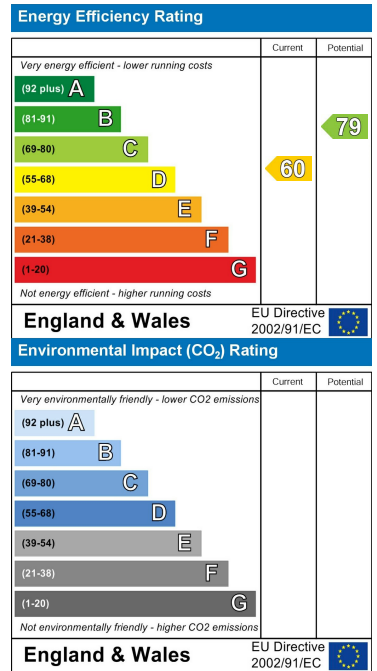 Energy Efficiency Rating
Current Potential
Very energy efficient - lower running costs
(92 plus) A
(81-91) B
(69-80) C
(55-68) D
(39-54) E
(21-38) F
(1-20) G
79
60
Not energy efficient - higher running costs
England & Wales
EU Directive
2002/91/EC
Environmental Impact (CO₂) Rating
Current Potential
Very environmentally friendly - lower CO2 emissions
(92 plus) A
(81-91) B
(69-80) C
(55-68) D
(39-54) E
(21-38) F
(1-20) G
Not environmentally friendly - higher CO2 emissions
England & Wales
EU Directive
2002/91/EC